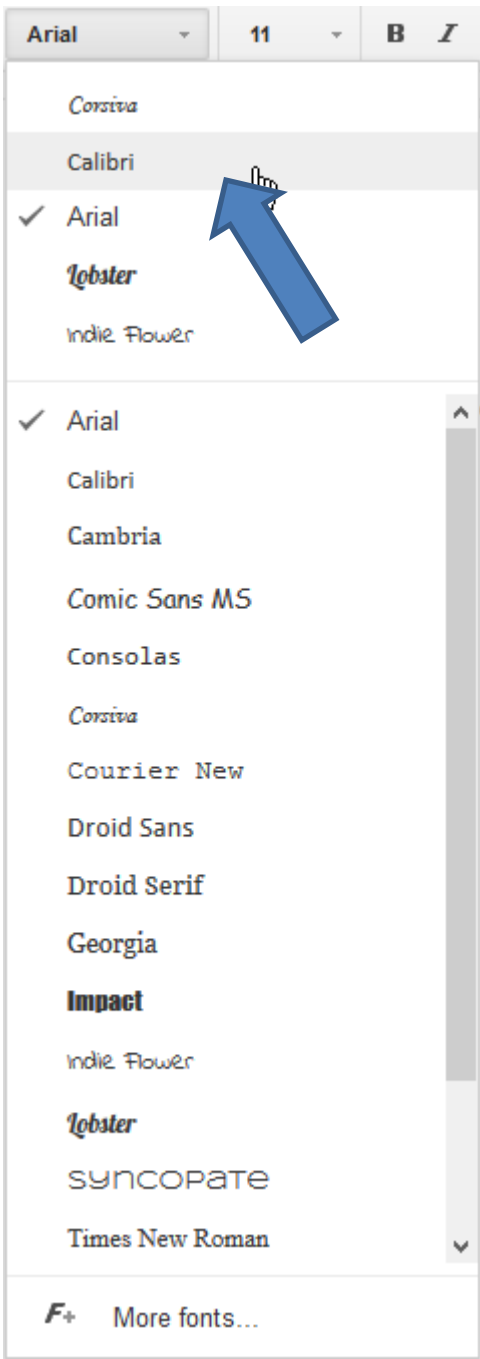 Arial 11 B I
Corsiva
Calibri
Arial
Lobster
Indie Flower
Arial
Calibri
Cambria
Comic Sans MS
Consolas
Corsiva
Courier New
Droid Sans
Droid Serif
Georgia
Impact
Indie Flower
Lobster
syncopate
Times New Roman
F+ More fonts...